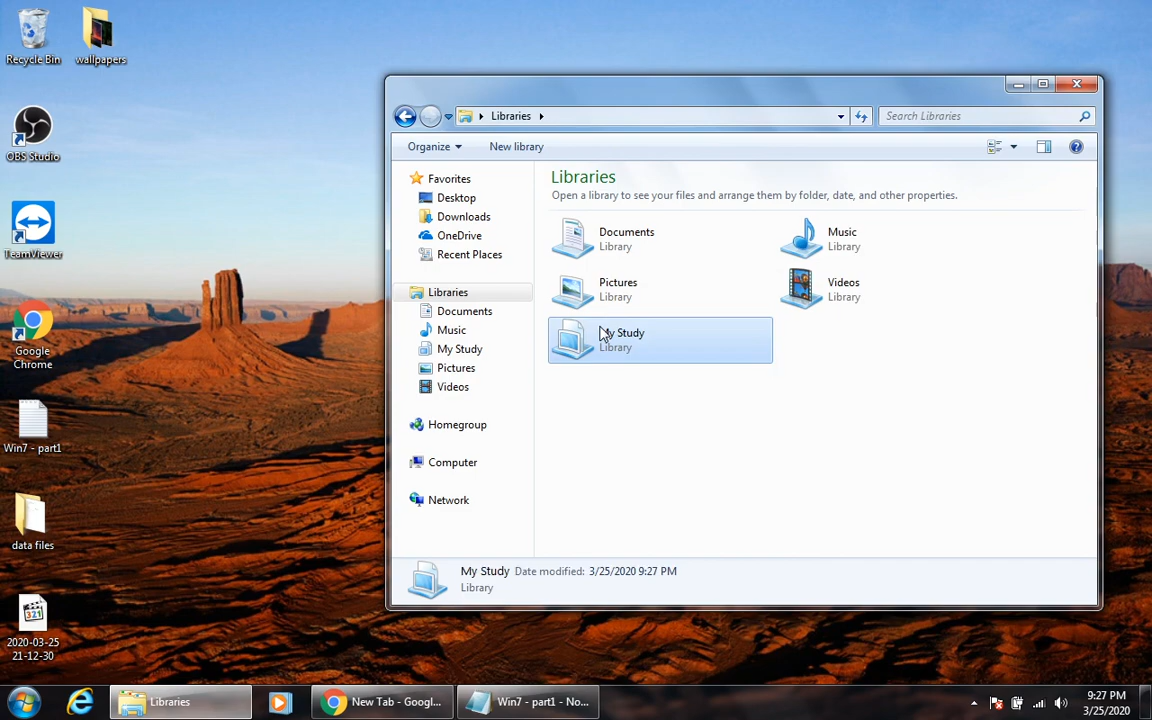 Recycle Bin
wallpapers
OBS Studio
TeamViewer
Google
Chrome
Win7 - part1
data files
321
2020-03-25
21-12-30
Libraries
Search Libraries
Organize
New library
Favorites
Desktop
Downloads
OneDrive
Recent Places
Libraries
Documents
Music
My Study
Pictures
Videos
Homegroup
Computer
Network
Libraries
Open a library to see your files and arrange them by folder, date, and other properties.
Documents
Library
Music
Library
Pictures
Library
Videos
Library
My Study
Library
My Study Date modified: 3/25/2020 9:27 PM
Library
Libraries
New Tab - Googl...
Win7 - part1 - No...
9:27 PM
3/25/2020